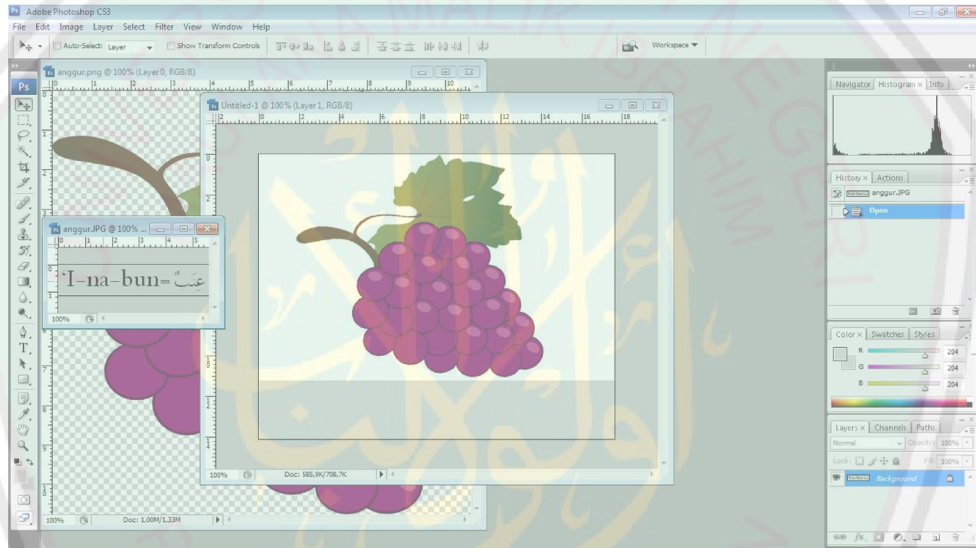 Adobe Photoshop CS3
File Edit Image Layer Select Filter View Window Help
Auto-Select: Layer Show Transform Controls Workspace
anggur.png @ 100% (Layer 0, RGB/8)
Untitled-1 @ 100% (Layer 1, RGB/8)
anggur.JPG @ 100% ...
'I-na-bun= عِنَبٌ
100%
100% Doc: 585.9K/708.7K
100% Doc: 1.00M/1.33M
Navigator Histogram × Info
History × Actions
anggur.JPG
Open
Color × Swatches Styles
R 204
G 204
B 204
Layers × Channels Paths
Normal Opacity: 100%
Lock: Fill: 100%
Background